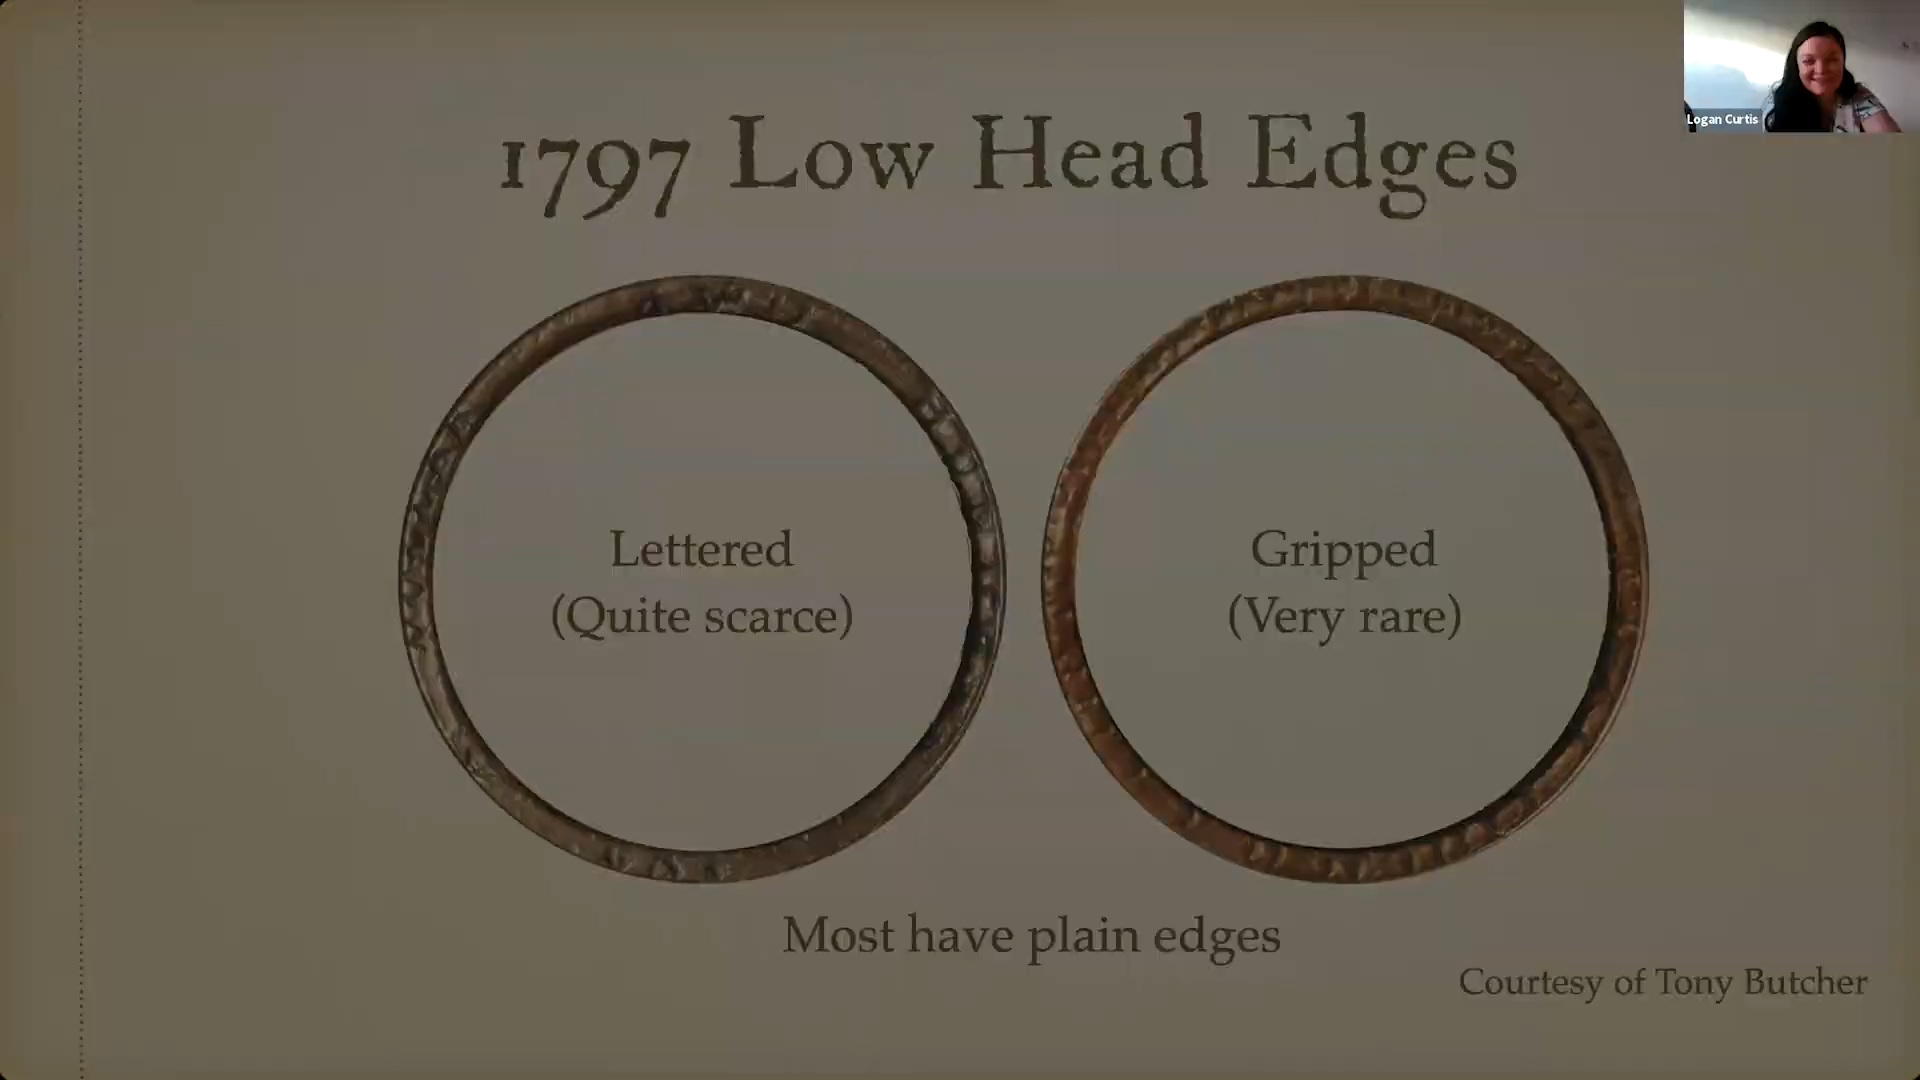 Logan Curtis
1797 Low Head Edges
Lettered
(Quite scarce)
Gripped
(Very rare)
Most have plain edges
Courtesy of Tony Butcher